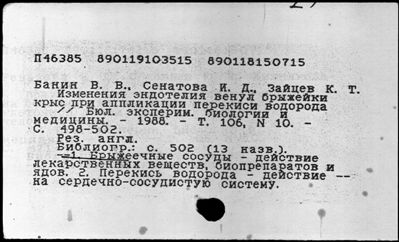 П46385 890119103515 890118150715
Банин В. В., Сенатова И. Д., Зайцев К. Т.
Изменения эндотелия венул брыжейки
крыс при аппликации перекиси водорода
// Бюл. эксперим. биологии и
медицины. - 1988. - Т. 106, N 10. -
С. 498-502.
Рез. англ.
Библиогр.: с. 502 (13 назв.).
-=1. Брыжеечные сосуды - действие
лекарственных веществ, биопрепаратов и
ядов. 2. Перекись водорода - действие --
на сердечно-сосудистую систему.